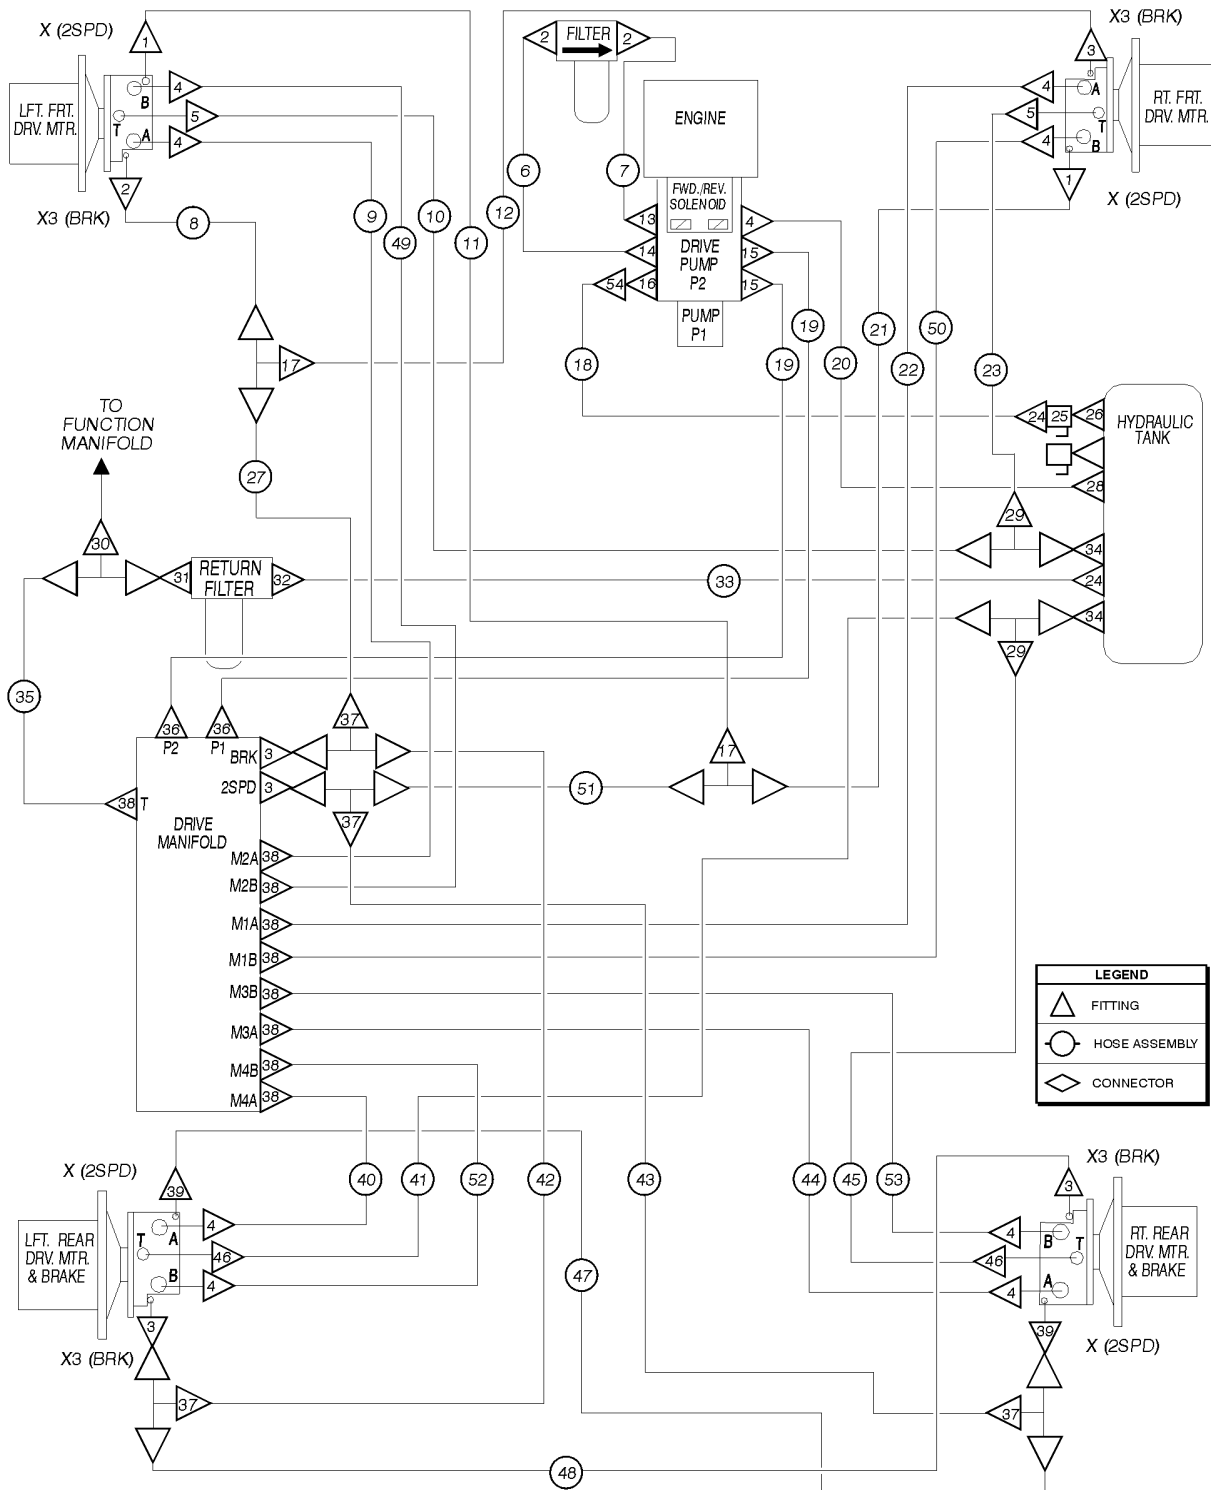 X (2SPD)
1
2
FILTER
2
X3 (BRK)
3
LFT. FRT.
DRV. MTR.
B
T
A
4
5
4
2
X3 (BRK)
8
9
49
10
11
12
6
7
ENGINE
FWD./REV.
SOLENOID
DRIVE
PUMP
P2
PUMP
P1
13
14
16
54
4
15
15
18
19
19
20
21
22
50
23
4
5
4
A
T
B
1
RT. FRT.
DRV. MTR.
X (2SPD)
17
TO
FUNCTION
MANIFOLD
27
24
25
26
HYDRAULIC
TANK
28
29
34
24
34
29
30
31
RETURN
FILTER
32
33
35
36
36
P2
P1
37
BRK
3
2SPD
3
37
51
17
38
T
DRIVE
MANIFOLD
M2A
38
M2B
38
M1A
38
M1B
38
M3B
38
M3A
38
M4B
38
M4A
38
LEGEND
FITTING
HOSE ASSEMBLY
CONNECTOR
X (2SPD)
39
LFT. REAR
DRV. MTR.
& BRAKE
A
T
B
4
46
4
3
X3 (BRK)
37
40
41
52
42
47
43
44
45
53
48
X3 (BRK)
3
4
46
4
B
T
A
RT. REAR
DRV. MTR.
& BRAKE
39
X (2SPD)
37